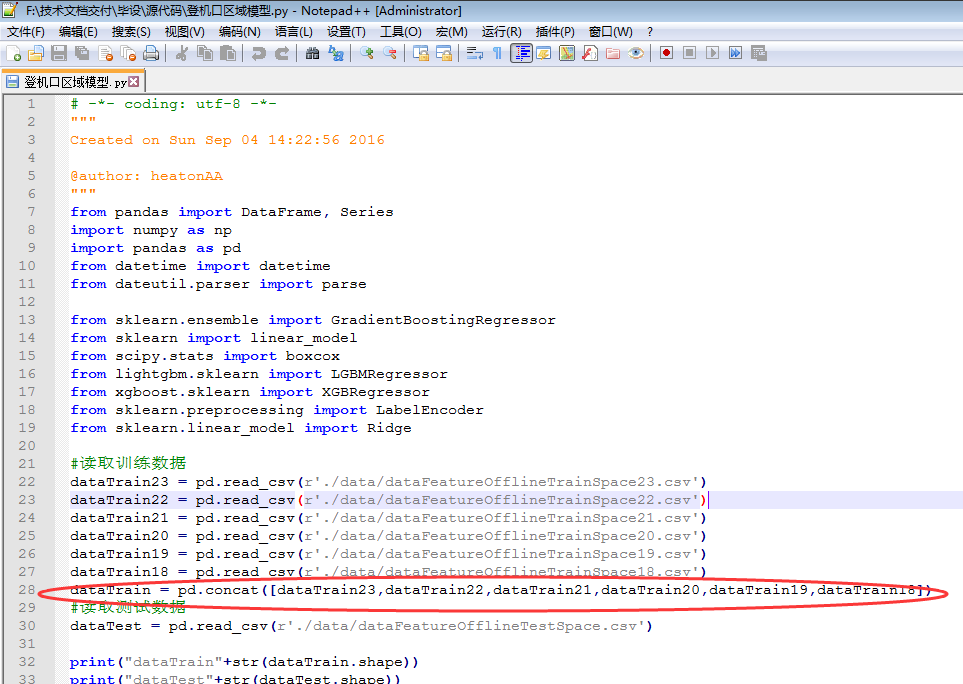 F:\技术文档交付\毕设\源代码\登机口区域模型.py - Notepad++ [Administrator]
文件(F) 编辑(E) 搜索(S) 视图(V) 编码(N) 语言(L) 设置(T) 工具(O) 宏(M) 运行(R) 插件(P) 窗口(W) ?
登机口区域模型.py
1 # -*- coding: utf-8 -*-
2 """
3 Created on Sun Sep 04 14:22:56 2016
4
5 @author: heatonAA
6 """
7 from pandas import DataFrame, Series
8 import numpy as np
9 import pandas as pd
10 from datetime import datetime
11 from dateutil.parser import parse
12
13 from sklearn.ensemble import GradientBoostingRegressor
14 from sklearn import linear_model
15 from scipy.stats import boxcox
16 from lightgbm.sklearn import LGBMRegressor
17 from xgboost.sklearn import XGBRegressor
18 from sklearn.preprocessing import LabelEncoder
19 from sklearn.linear_model import Ridge
20
21 #读取训练数据
22 dataTrain23 = pd.read_csv(r'./data/dataFeatureOfflineTrainSpace23.csv')
23 dataTrain22 = pd.read_csv(r'./data/dataFeatureOfflineTrainSpace22.csv')
24 dataTrain21 = pd.read_csv(r'./data/dataFeatureOfflineTrainSpace21.csv')
25 dataTrain20 = pd.read_csv(r'./data/dataFeatureOfflineTrainSpace20.csv')
26 dataTrain19 = pd.read_csv(r'./data/dataFeatureOfflineTrainSpace19.csv')
27 dataTrain18 = pd.read_csv(r'./data/dataFeatureOfflineTrainSpace18.csv')
28 dataTrain = pd.concat([dataTrain23,dataTrain22,dataTrain21,dataTrain20,dataTrain19,dataTrain18])
29 #读取测试数据
30 dataTest = pd.read_csv(r'./data/dataFeatureOfflineTestSpace.csv')
31
32 print("dataTrain"+str(dataTrain.shape))
33 print("dataTest"+str(dataTest.shape))